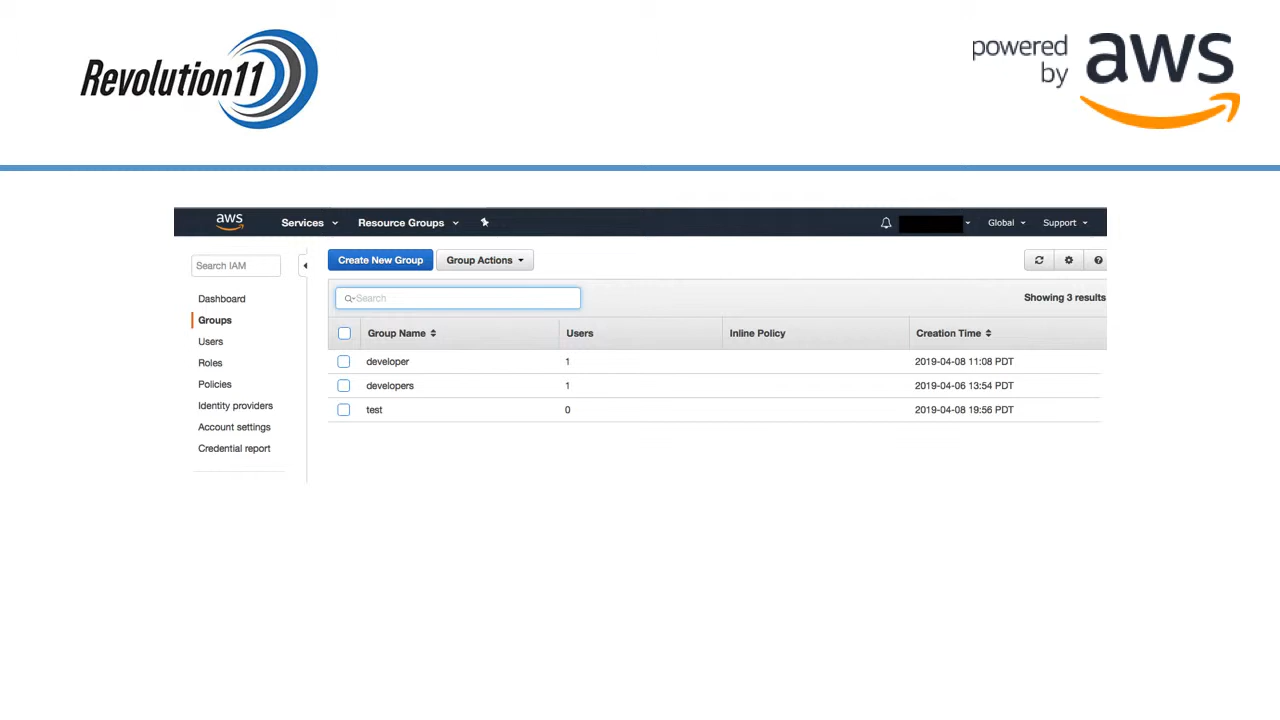 Revolution11
powered by aws
aws Services Resource Groups Global Support
Search IAM
Dashboard
Groups
Users
Roles
Policies
Identity providers
Account settings
Credential report
Create New Group Group Actions ?
Search Showing 3 results
Group Name Users Inline Policy Creation Time
developer 1 2019-04-08 11:08 PDT
developers 1 2019-04-06 13:54 PDT
test 0 2019-04-08 19:56 PDT